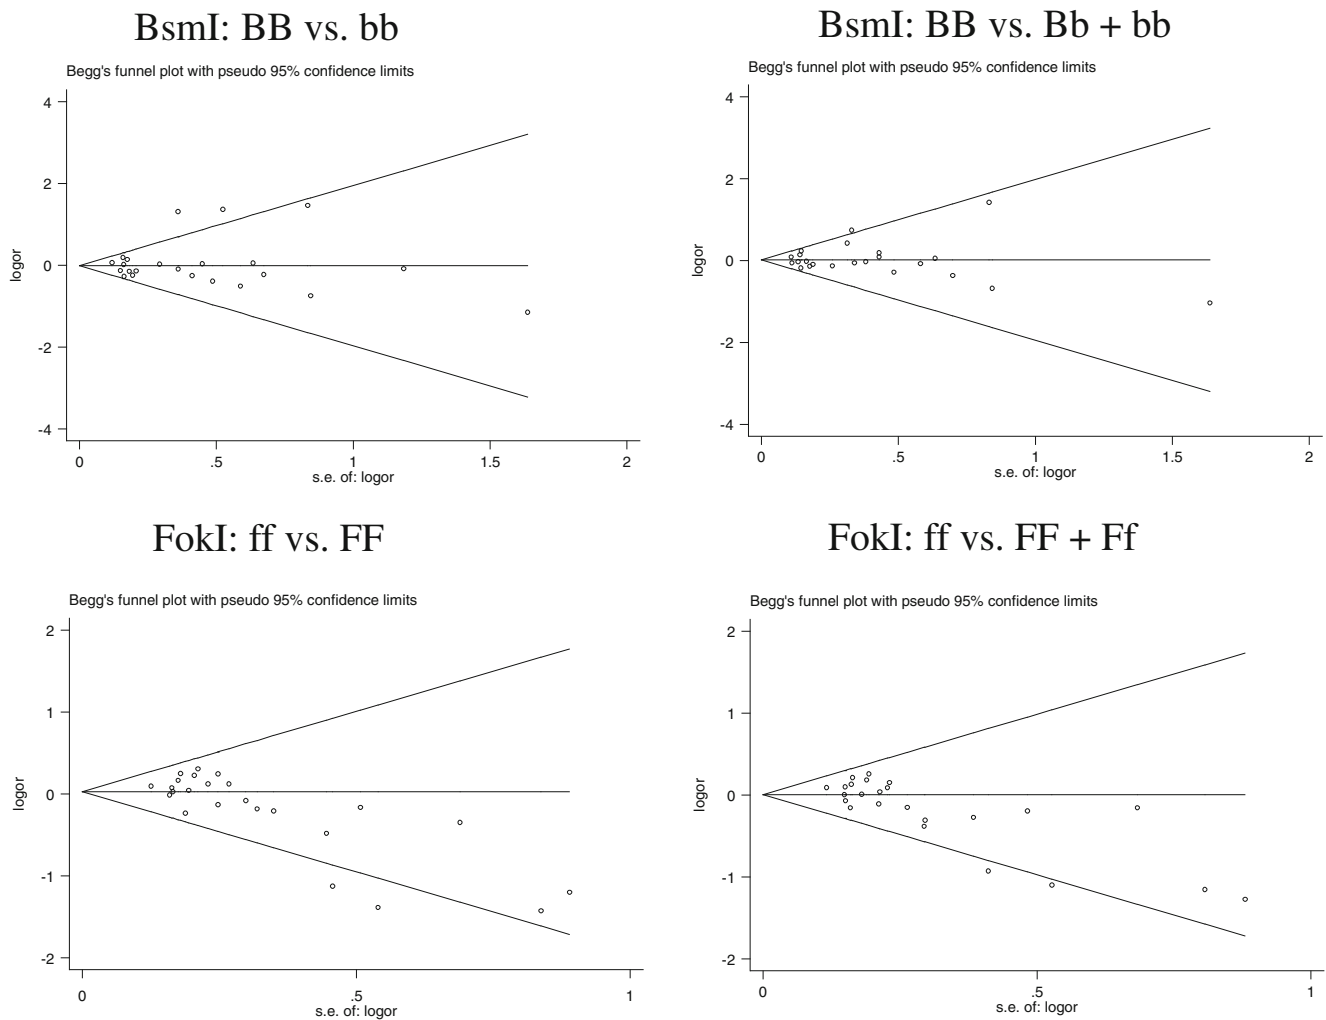 BsmI: BB vs. bb
Begg's funnel plot with pseudo 95% confidence limits
logor
4
2
0
-2
-4
0
.5
1
1.5
2
s.e. of: logor
BsmI: BB vs. Bb + bb
Begg's funnel plot with pseudo 95% confidence limits
logor
4
2
0
-2
-4
0
.5
1
1.5
2
s.e. of: logor
FokI: ff vs. FF
Begg's funnel plot with pseudo 95% confidence limits
logor
2
1
0
-1
-2
0
.5
1
s.e. of: logor
FokI: ff vs. FF + Ff
Begg's funnel plot with pseudo 95% confidence limits
logor
2
1
0
-1
-2
0
.5
1
s.e. of: logor